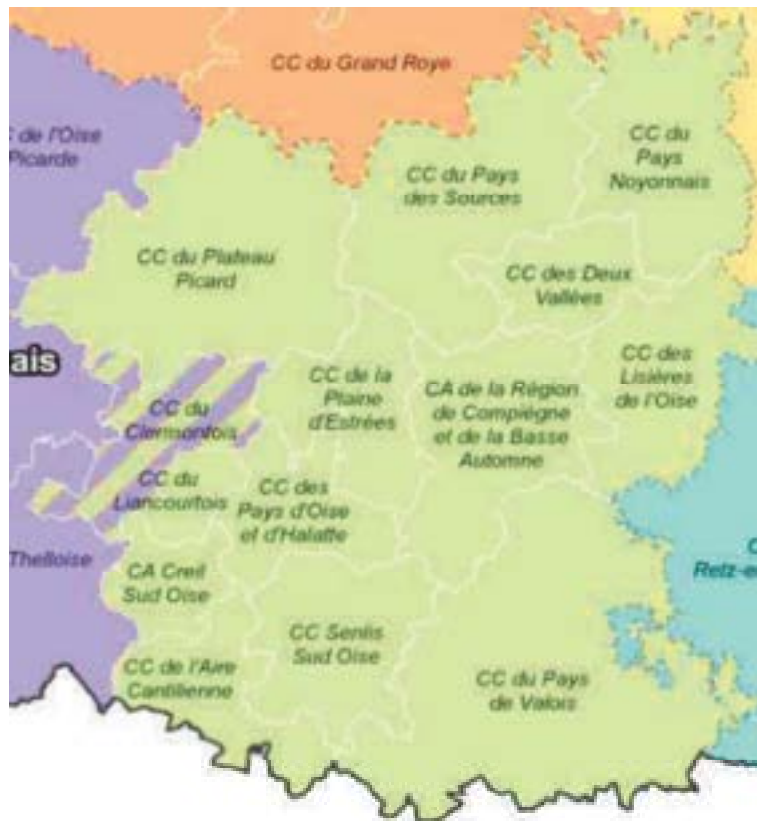 CC du Grand Roye
de l'Oise
Picarde
CC du
Pays
Noyonnais
CC du Pays
des Sources
CC du Plateau
Picard
CC des Deux
Vallées
ais
CC de la
Plaine
d'Estrées
CA de la Région
de Compiègne
et de la Basse
Automne
CC des
Lisières
de l'Oise
CC du
Clermontois
CC du
Liancourtois
CC des
Pays d'Oise
et d'Halatte
Thelloise
CA Creil
Sud Oise
C
Retz-e
CC Senlis
Sud Oise
CC de l'Aire
Cantilienne
CC du Pays
de Valois